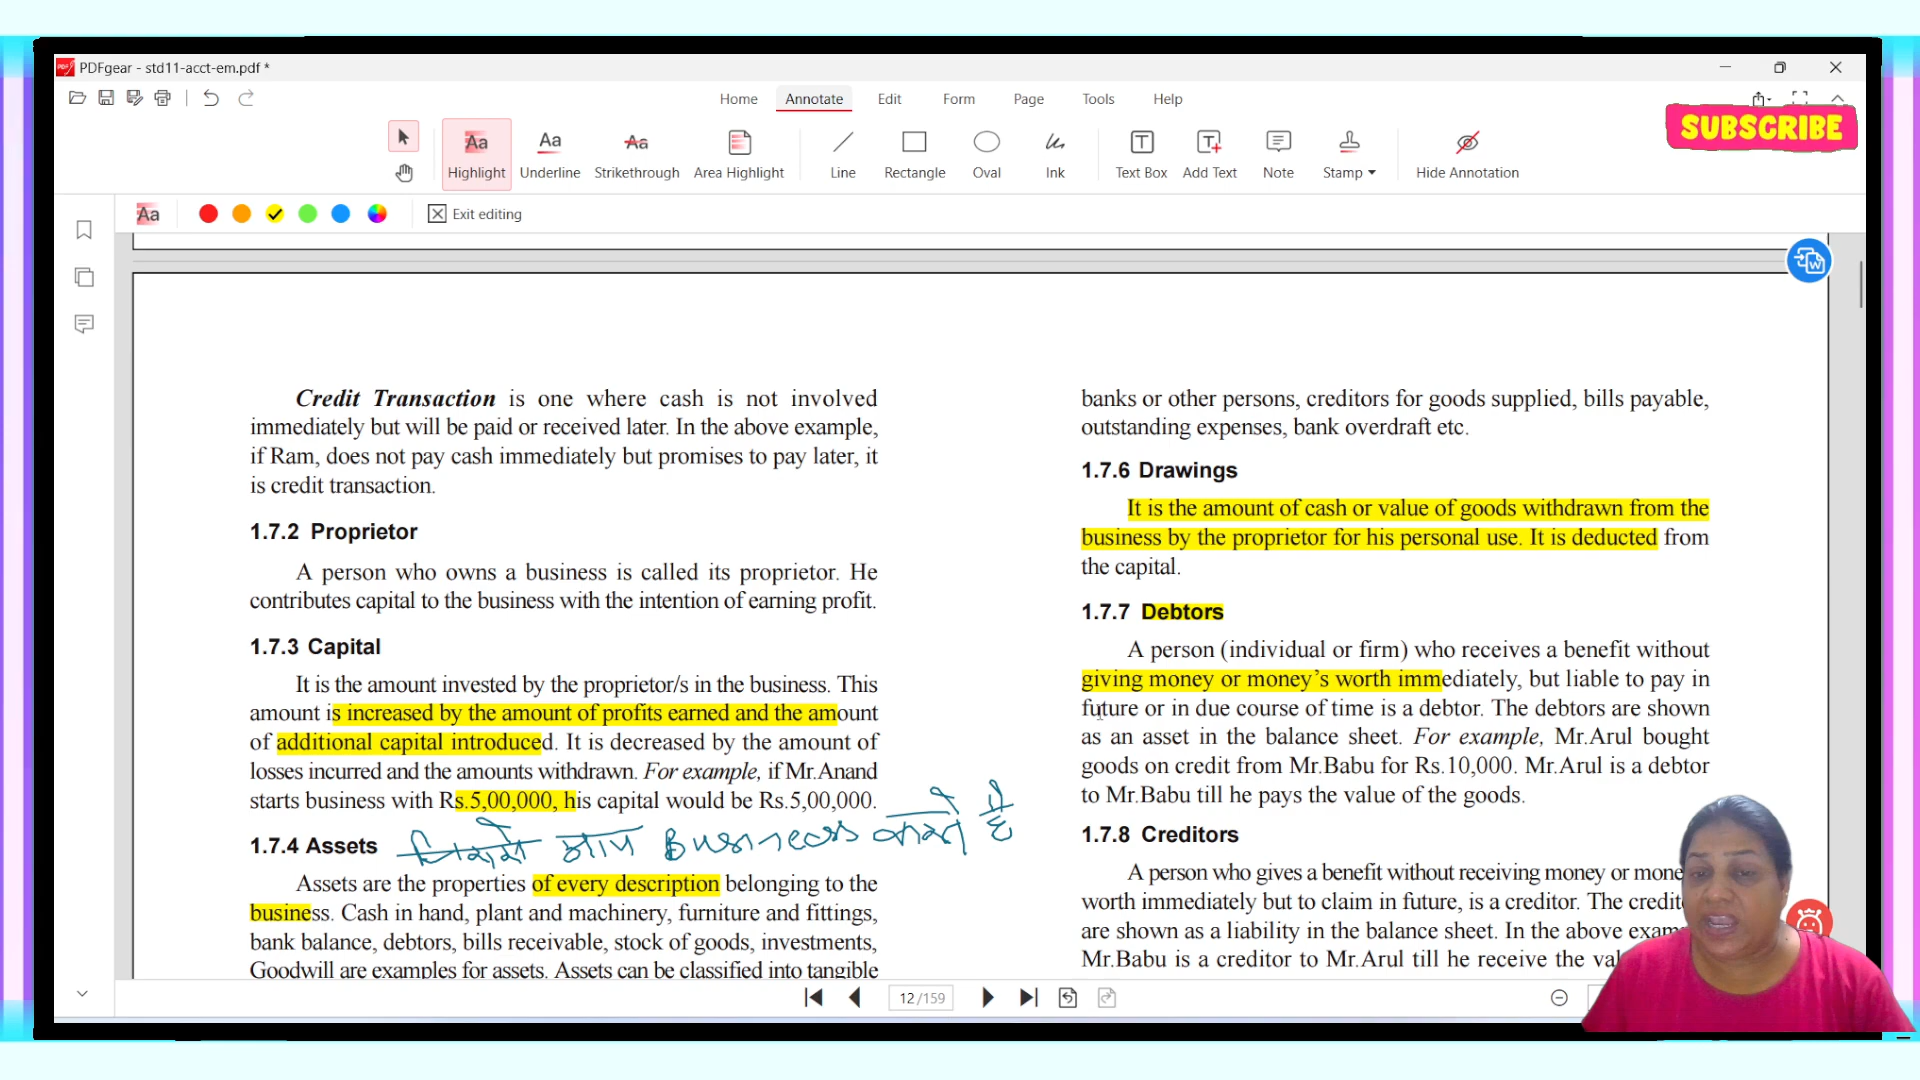 PDFgear - std11-acct-em.pdf *
Home Annotate Edit Form Page Tools Help
SUBSCRIBE
Highlight Underline Strikethrough Area Highlight Line Rectangle Oval Ink Text Box Add Text Note Stamp Hide Annotation
Exit editing
Credit Transaction is one where cash is not involved
immediately but will be paid or received later. In the above example,
if Ram, does not pay cash immediately but promises to pay later, it
is credit transaction.
1.7.2 Proprietor
A person who owns a business is called its proprietor. He
contributes capital to the business with the intention of earning profit.
1.7.3 Capital
It is the amount invested by the proprietor/s in the business. This
amount is increased by the amount of profits earned and the amount
of additional capital introduced. It is decreased by the amount of
losses incurred and the amounts withdrawn. For example, if Mr.Anand
starts business with Rs.5,00,000, his capital would be Rs.5,00,000.
1.7.4 Assets
Business
Assets are the properties of every description belonging to the
business. Cash in hand, plant and machinery, furniture and fittings,
bank balance, debtors, bills receivable, stock of goods, investments,
Goodwill are examples for assets. Assets can be classified into tangible
banks or other persons, creditors for goods supplied, bills payable,
outstanding expenses, bank overdraft etc.
1.7.6 Drawings
It is the amount of cash or value of goods withdrawn from the
business by the proprietor for his personal use. It is deducted from
the capital.
1.7.7 Debtors
A person (individual or firm) who receives a benefit without
giving money or money's worth immediately, but liable to pay in
future or in due course of time is a debtor. The debtors are shown
as an asset in the balance sheet. For example, Mr.Arul bought
goods on credit from Mr.Babu for Rs.10,000. Mr.Arul is a debtor
to Mr.Babu till he pays the value of the goods.
1.7.8 Creditors
A person who gives a benefit without receiving money or
worth immediately but to claim in future, is a creditor. The
are shown as a liability in the balance sheet. In the above
Mr.Babu is a creditor to Mr.Arul till he receive the
12 /159